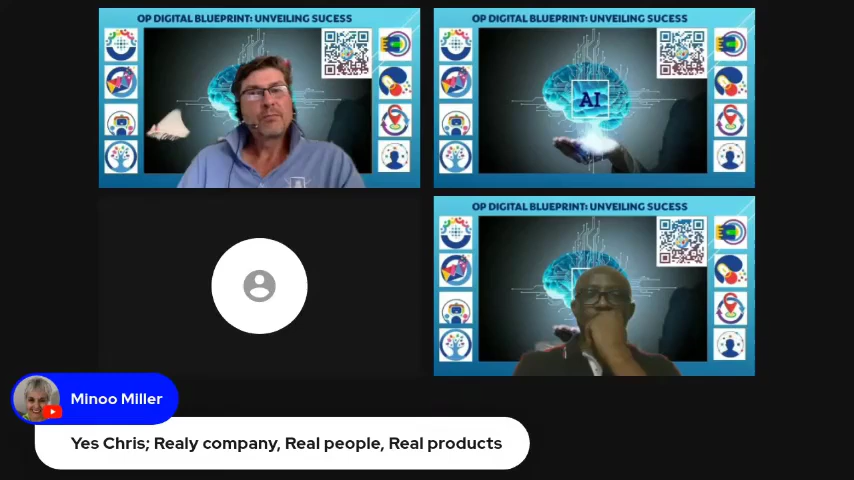 OP DIGITAL BLUEPRINT: UNVEILING SUCESS
OP DIGITAL BLUEPRINT: UNVEILING SUCESS
AI
OP DIGITAL BLUEPRINT: UNVEILING SUCESS
Minoo Miller
Yes Chris; Realy company, Real people, Real products